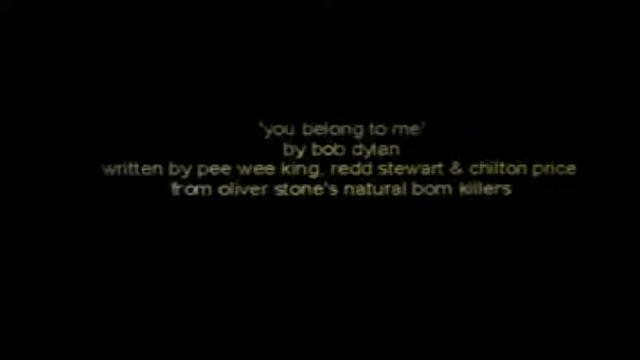 'you belong to me'
by bob dylan
written by pee wee king, redd stewart & chilton price
from oliver stone's natural born killers